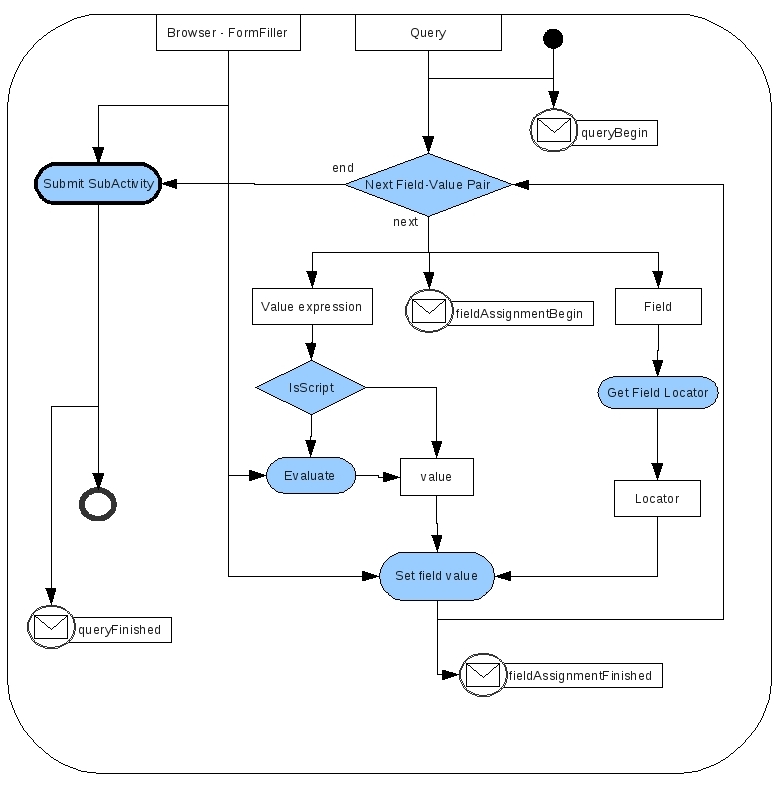 Browser - FormFiller
Query
queryBegin
end
Submit SubActivity
Next Field-Value Pair
next
Value expression
fieldAssignmentBegin
Field
IsScript
Get Field Locator
Evaluate
value
Locator
Set field value
queryFinished
fieldAssignmentFinished